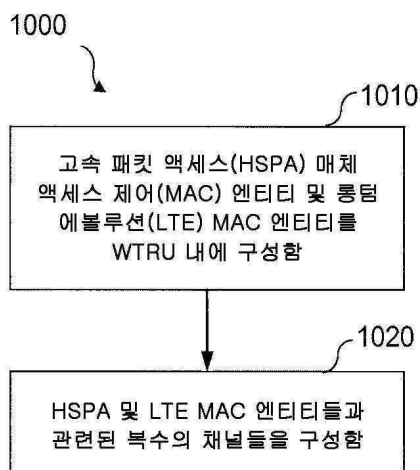 1000
1010
고속 패킷 액세스(HSPA) 매체
액세스 제어(MAC) 엔티티 및 롱텀
에볼루션(LTE) MAC 엔티티를
WTRU 내에 구성함
1020
HSPA 및 LTE MAC 엔티티들과
관련된 복수의 채널들을 구성함